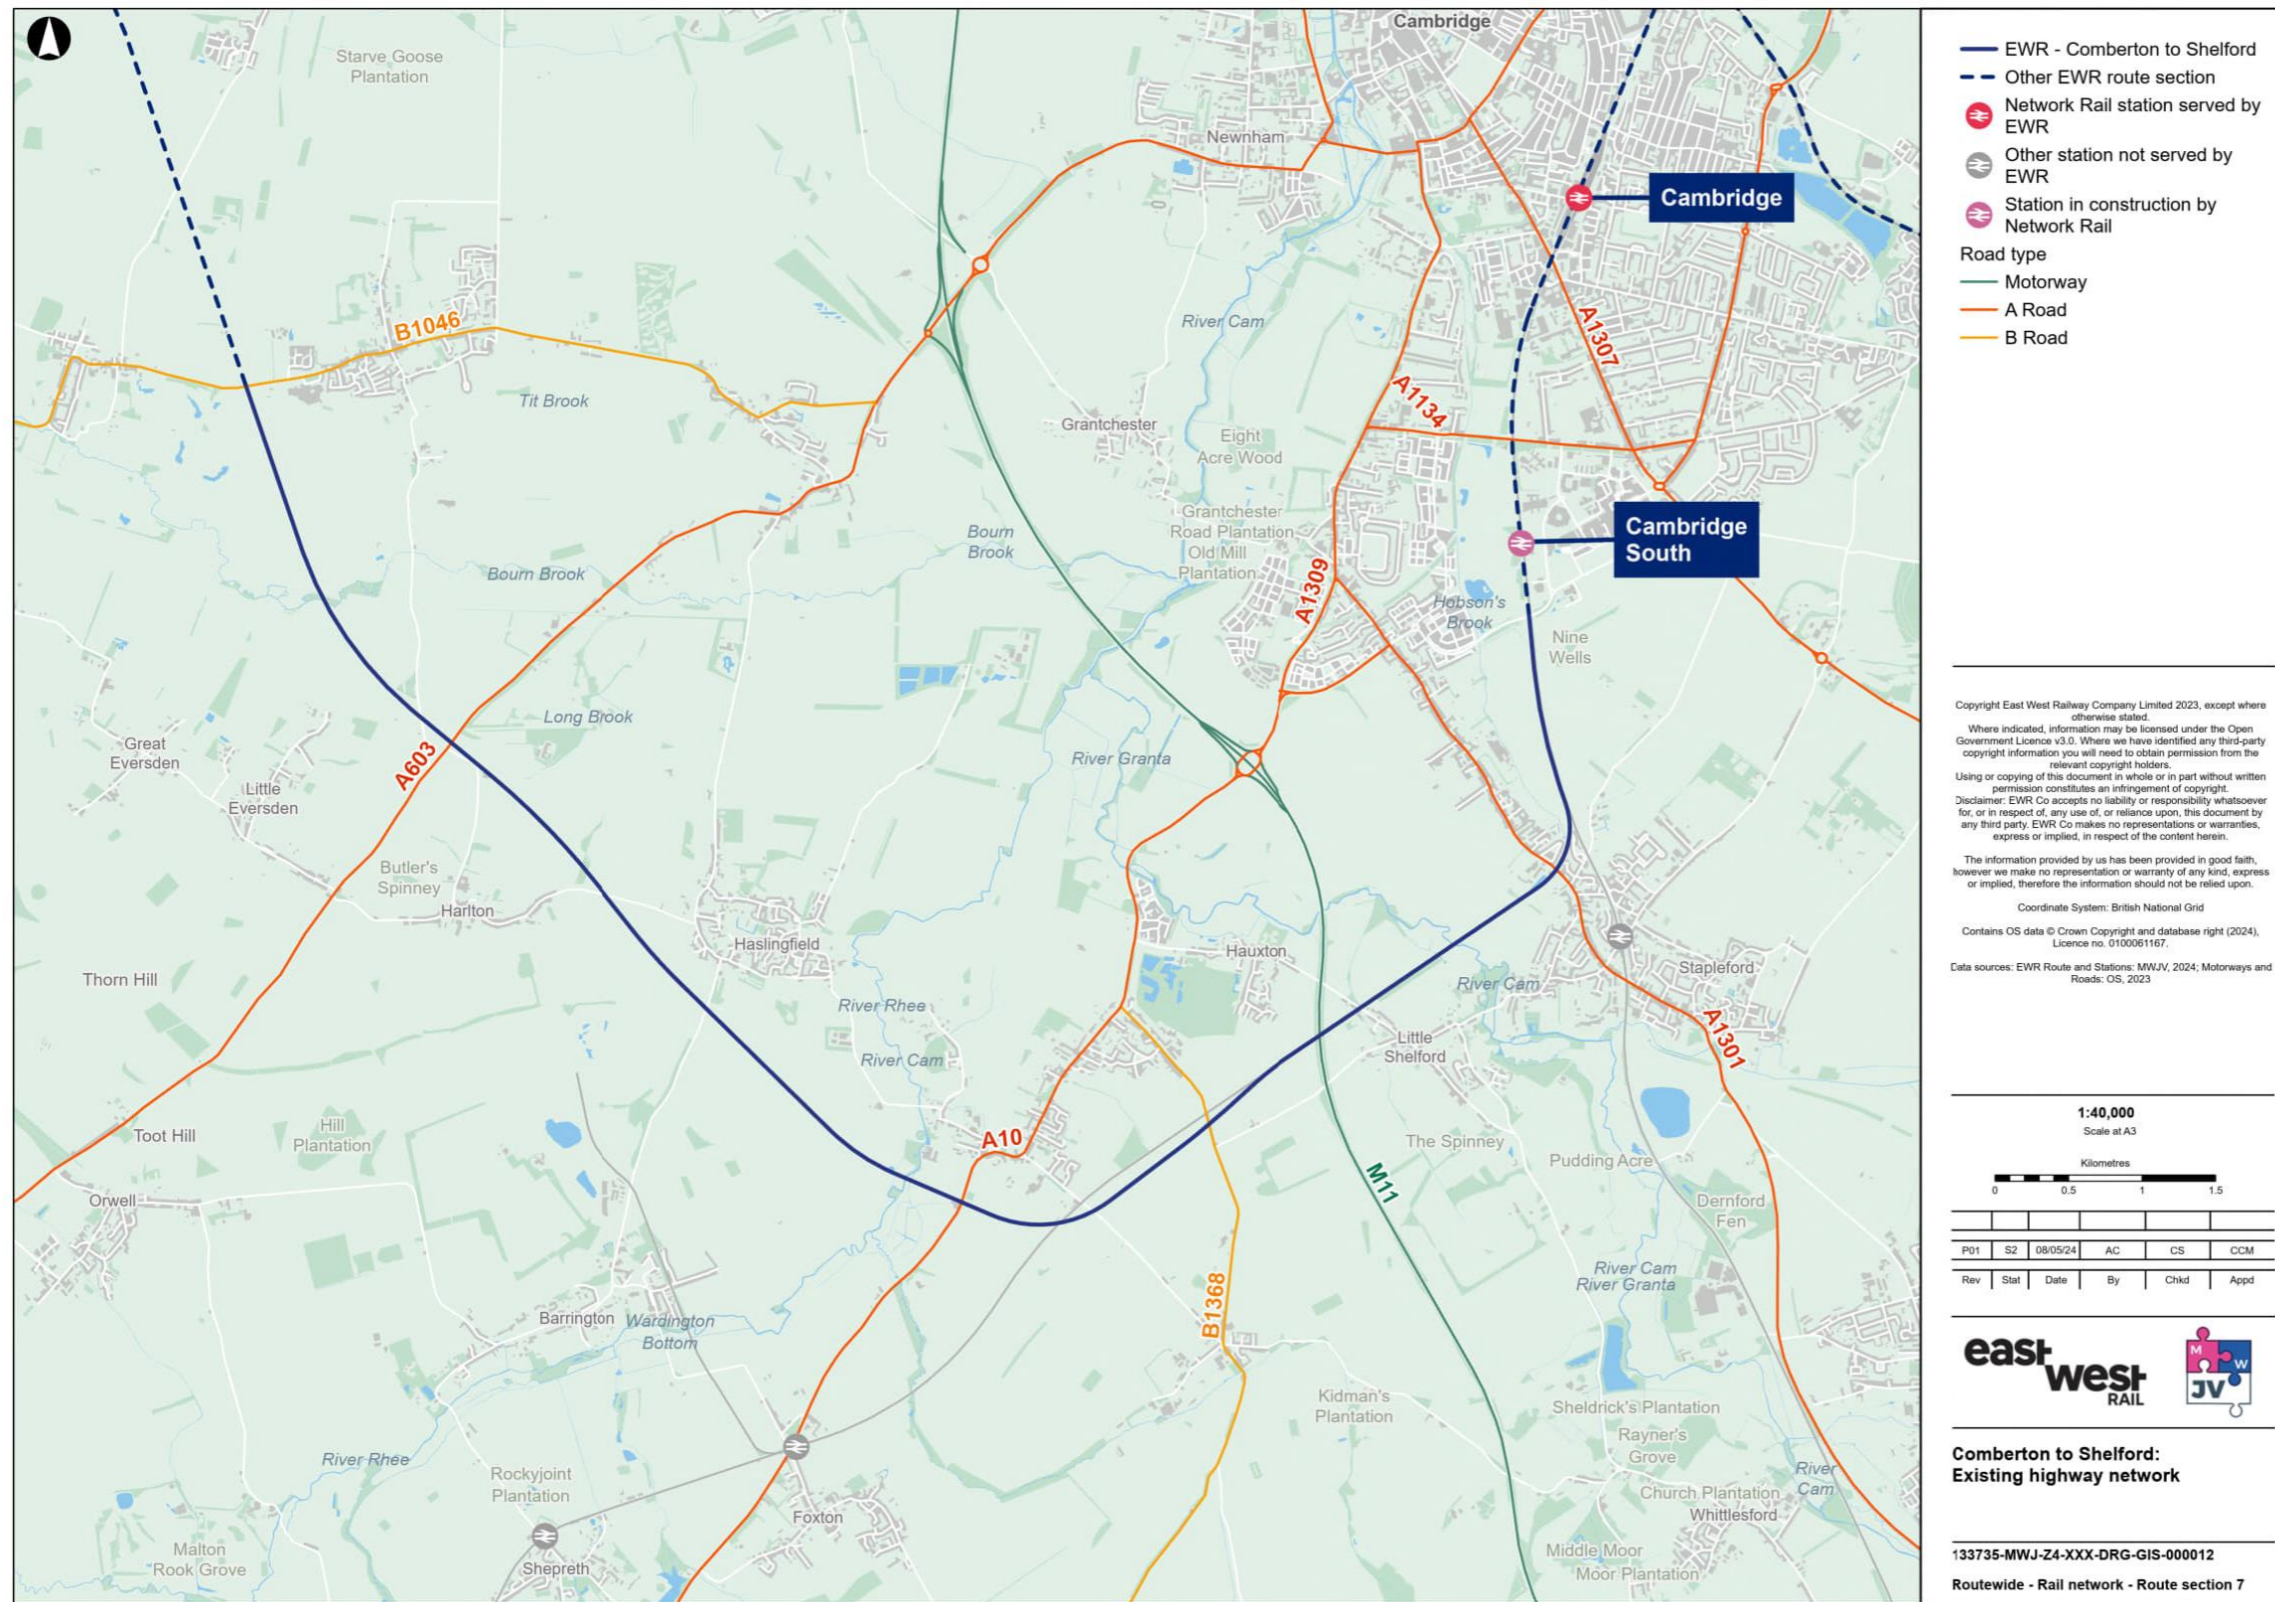 Cambridge
Starve Goose
Plantation
Newnham
Cambridge
B1046
River Cam
A1307
Tit Brook
Grantchester
A1134
Eight
Acre Wood
Grantchester
Road Plantation
Old Mill
Plantation
Cambridge
South
Bourn
Brook
Bourn Brook
A1309
Hobson's
Brook
Nine
Wells
Long Brook
Great
Eversden
A603
River Granta
Little
Eversden
Butler's
Spinney
Harlton
Haslingfield
Hauxton
Thorn Hill
Stapleford
River Rhee
River Cam
River Cam
Little
Shelford
A1301
Hill
Plantation
Toot Hill
A10
The Spinney
Pudding Acre
M11
Orwell
Dernford
Fen
River Cam
River Granta
B1368
Barrington
Wardington
Bottom
Kidman's
Plantation
Sheldrick's Plantation
Rayner's
Grove
River Rhee
Rockyjoint
Plantation
River
Cam
Church Plantation
Whittlesford
Foxton
Malton
Rook Grove
Shepreth
Middle Moor
Moor Plantation
EWR - Comberton to Shelford
Other EWR route section
Network Rail station served by
EWR
Other station not served by
EWR
Station in construction by
Network Rail
Road type
Motorway
A Road
B Road
Copyright East West Railway Company Limited 2023, except where
otherwise stated.
Where indicated, information may be licensed under the Open
Government Licence v3.0. Where we have identified any third-party
copyright information you will need to obtain permission from the
relevant copyright holders.
Using or copying of this document in whole or in part without written
permission constitutes an infringement of copyright.
Disclaimer: EWR Co accepts no liability or responsibility whatsoever
for, or in respect of, any use of, or reliance upon, this document by
any third party. EWR Co makes no representations or warranties,
express or implied, in respect of the content herein.
The information provided by us has been provided in good faith,
however we make no representation or warranty of any kind, express
or implied, therefore the information should not be relied upon.
Coordinate System: British National Grid
Contains OS data © Crown Copyright and database right (2024),
Licence no. 0100061167.
Data sources: EWR Route and Stations: MWJV, 2024; Motorways and
Roads: OS, 2023
1:40,000
Scale at A3
Kilometres
0 0.5 1 1.5
P01 S2 08/05/24 AC CS CCM
Rev Stat Date By Chkd Appd
east
west
RAIL
M W
JV
Comberton to Shelford:
Existing highway network
133735-MWJ-Z4-XXX-DRG-GIS-000012
Routewide - Rail network - Route section 7